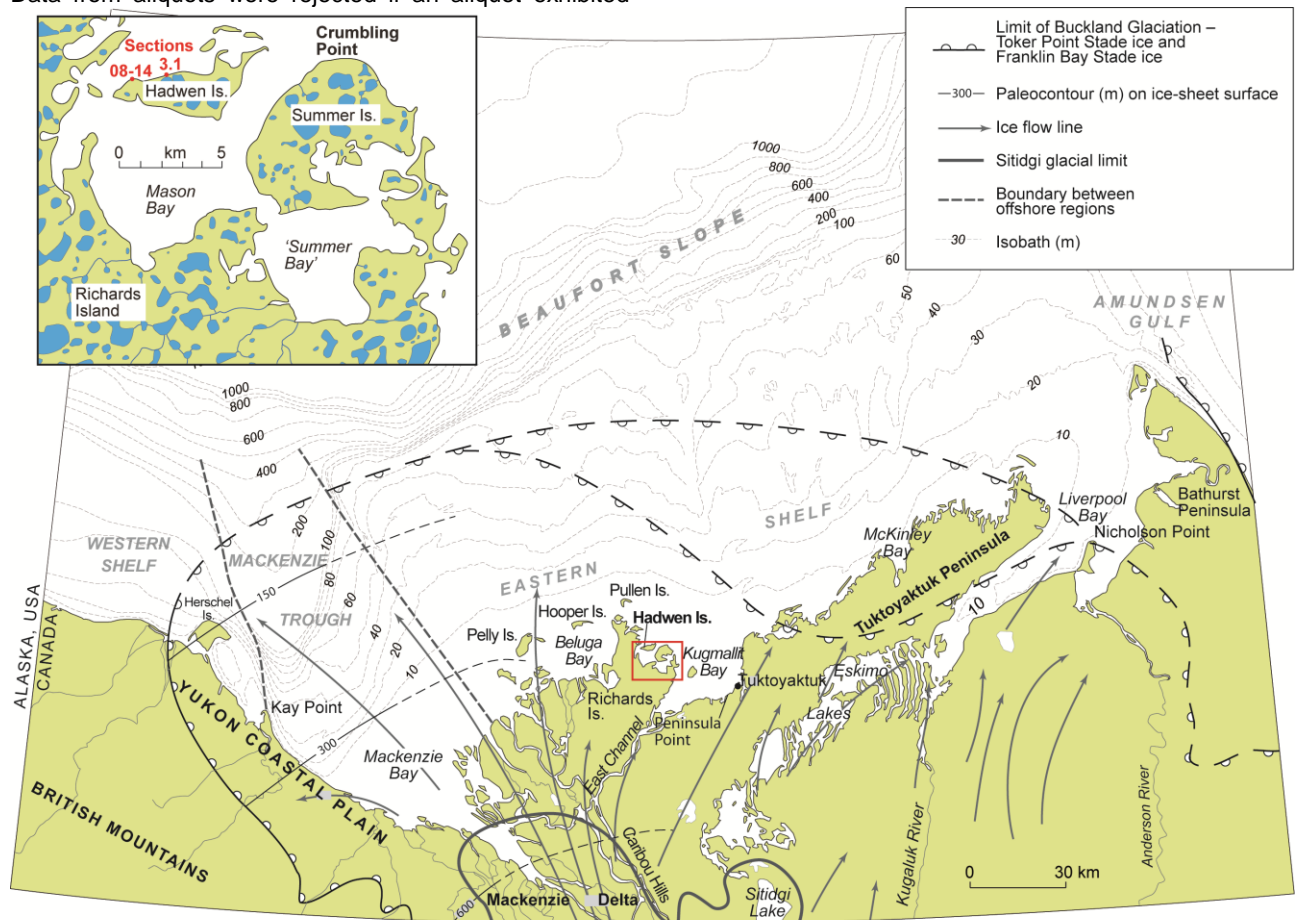 Data from aliquots were rejected if an aliquot exhibited
Sections
08-14 3.1
Hadwen Is.
Crumbling
Point
Summer Is.
0 km 5
Mason
Bay
'Summer
Bay'
Richards
Island
Limit of Buckland Glaciation –
Toker Point Stade ice and
Franklin Bay Stade ice
300 Paleocontour (m) on ice-sheet surface
Ice flow line
Sitidgi glacial limit
Boundary between
offshore regions
30 Isobath (m)
1000
800
600
400
200
100
60
50
40
30
20
10
BEAUFORT SLOPE
AMUNDSEN
GULF
1000
800
600
400
200
100
80
60
40
20
10
WESTERN
SHELF
MACKENZIE
TROUGH
EASTERN
SHELF
150
300
600
ALASKA, USA
CANADA
Herschel
Is.
YUKON COASTAL PLAIN
BRITISH MOUNTAINS
Kay Point
Mackenzie
Bay
Pelly Is.
Hooper Is.
Pullen Is.
Beluga
Bay
Hadwen Is.
Kugmallit
Bay
Richards
Is.
Tuktoyaktuk
Peninsula
Point
East Channel
Caribou Hills
Mackenzie Delta
McKinley
Bay
Tuktoyaktuk Peninsula
Liverpool
Bay
Nicholson Point
Bathurst
Peninsula
10
Eskimo
Lakes
Sitidgi
Lake
Kugaluk River
Anderson River
0 30 km